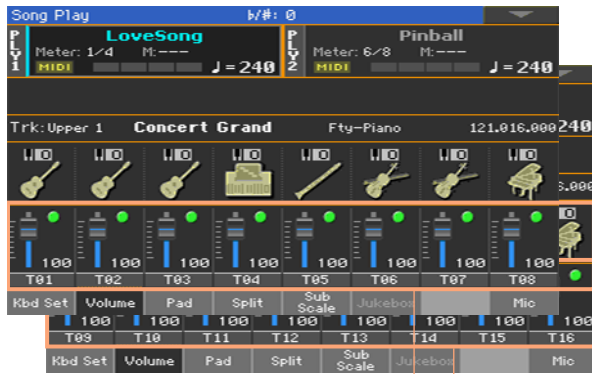 Song Play b/#: 0
PLY1 LoveSong PLY2 Pinball
Meter: 1/4 M:--- Meter: 6/8 M:---
MIDI ♩=240 MIDI ♩=240
Trk:Upper 1 Concert Grand Fty-Piano 121.016.000 240
6.000
100 100 100 100 100 100 100 100
T01 T02 T03 T04 T05 T06 T07 T08
Kbd Set Volume Pad Split Sub Scale Jukebox Mic
100 100 100 100 100 100 100 100
T09 T10 T11 T12 T13 T14 T15 T16
Kbd Set Volume Pad Split Sub Scale Jukebox Mic